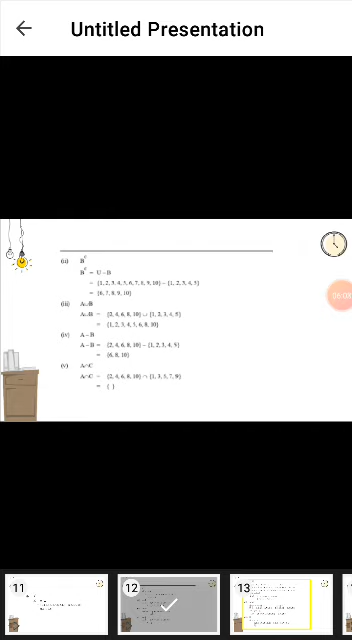 Untitled Presentation
(ii) B^c
B^c = U – B
= {1, 2, 3, 4, 5, 6, 7, 8, 9, 10} – {1, 2, 3, 4, 5}
= {6, 7, 8, 9, 10}
(iii) A∪B
A∪B = {2, 4, 6, 8, 10} ∪ {1, 2, 3, 4, 5}
= {1, 2, 3, 4, 5, 6, 8, 10}
(iv) A – B
A – B = {2, 4, 6, 8, 10} – {1, 2, 3, 4, 5}
= {6, 8, 10}
(v) A∩C
A∩C = {2, 4, 6, 8, 10} ∩ {1, 3, 5, 7, 9}
= { }
11
12
13